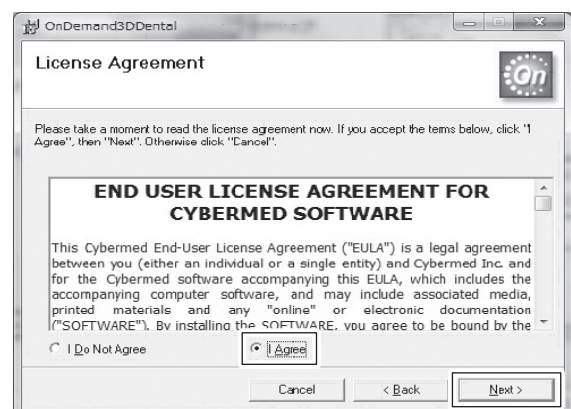 OnDemand3DDental
License Agreement
On
Please take a moment to read the license agreement now. If you accept the terms below, click "I
Agree", then "Next". Otherwise click "Cancel".
END USER LICENSE AGREEMENT FOR
CYBERMED SOFTWARE
This Cybermed End-User License Agreement ("EULA") is a legal agreement
between you (either an individual or a single entity) and Cybermed Inc. and
for the Cybermed software accompanying this EULA, which includes the
accompanying computer software, and may include associated media,
printed materials and any "online" or electronic documentation
("SOFTWARE"). By installing the SOFTWARE, you agree to be bound by the
I Do Not Agree
I Agree
Cancel
< Back
Next >